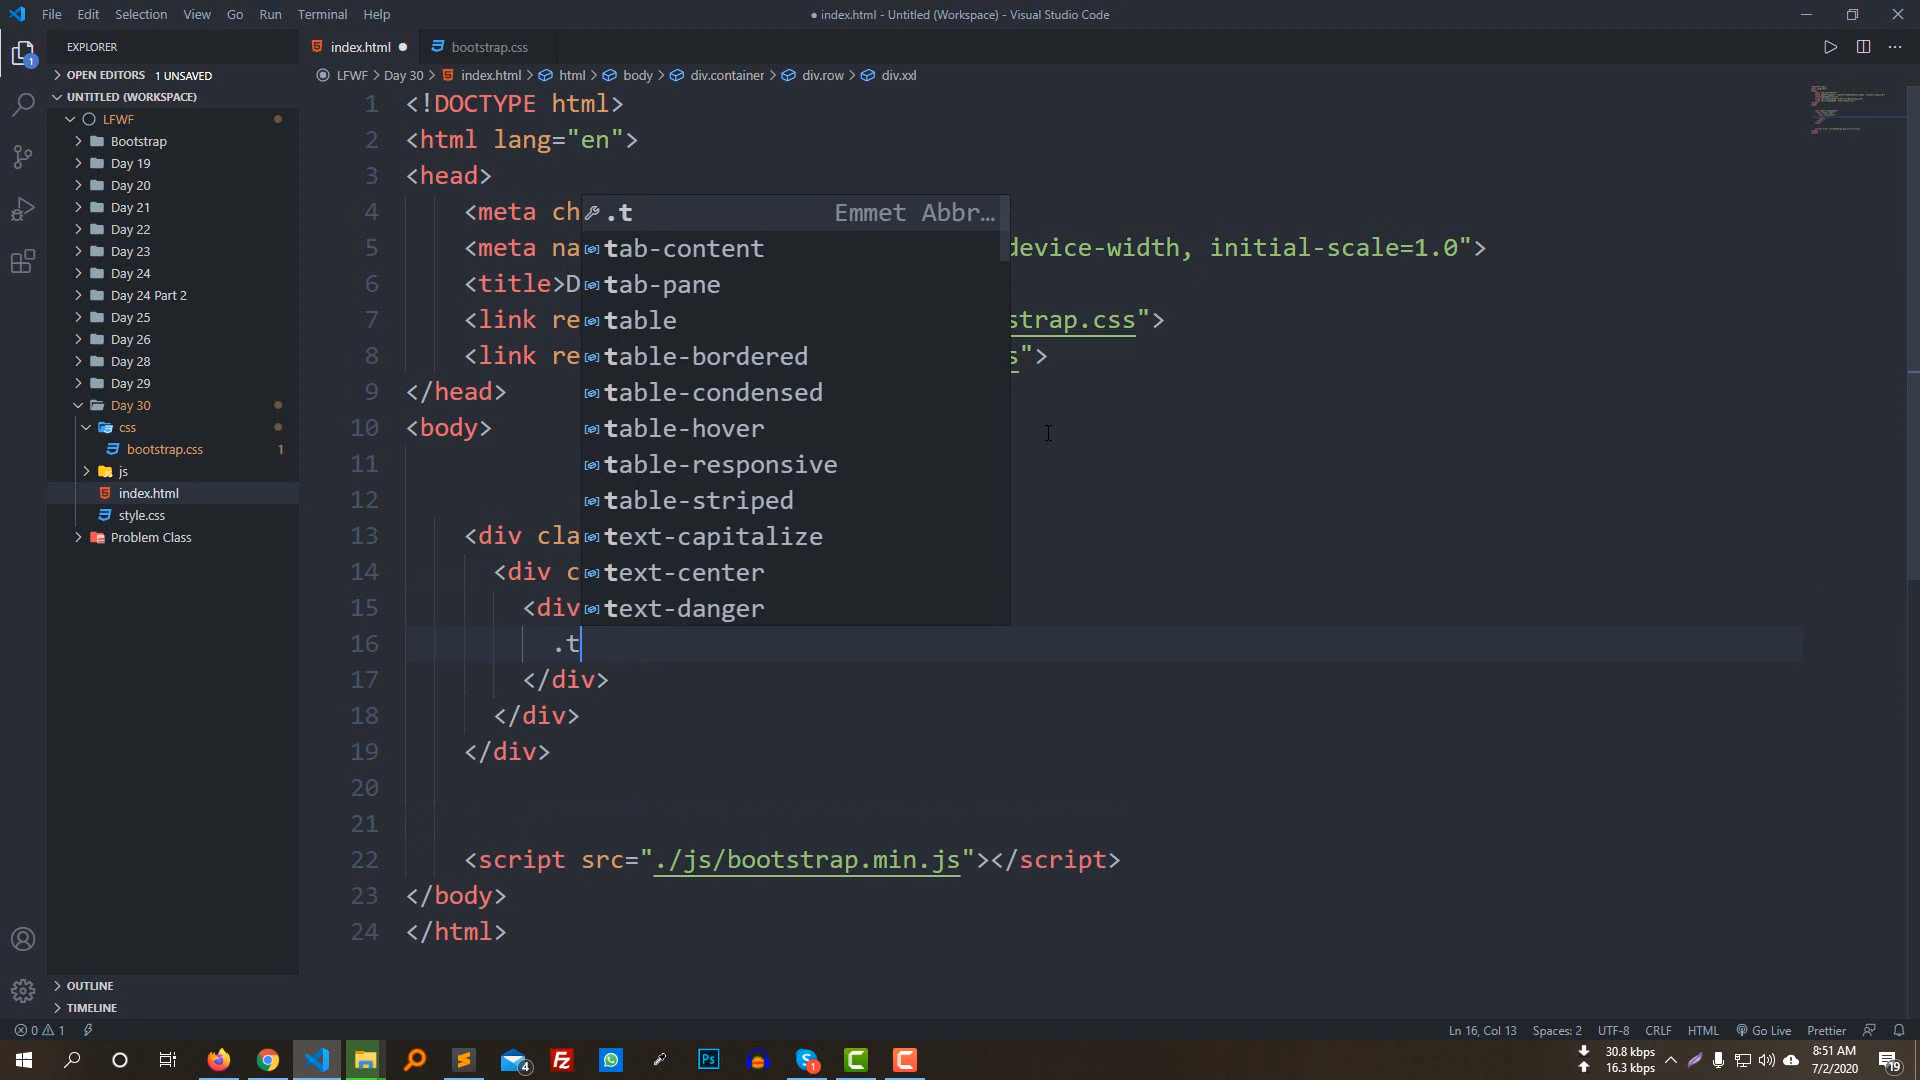 File Edit Selection View Go Run Terminal Help
● index.html - Untitled (Workspace) - Visual Studio Code
EXPLORER
index.html ●
bootstrap.css
OPEN EDITORS 1 UNSAVED
LFWF > Day 30 > index.html > html > body > div.container > div.row > div.xxl
UNTITLED (WORKSPACE)
LFWF
Bootstrap
Day 19
Day 20
Day 21
Day 22
Day 23
Day 24
Day 24 Part 2
Day 25
Day 26
Day 28
Day 29
Day 30
css
bootstrap.css 1
js
index.html
style.css
Problem Class
OUTLINE
TIMELINE
1 <!DOCTYPE html>
2 <html lang="en">
3 <head>
4 <meta ch
5 <meta na device-width, initial-scale=1.0">
6 <title>D
7 <link re strap.css">
8 <link re s">
9 </head>
10 <body>
11
12
13 <div cla
14 <div c
15 <div
16 .t
17 </div>
18 </div>
19 </div>
20
21
22 <script src="./js/bootstrap.min.js"></script>
23 </body>
24 </html>
.t Emmet Abbr...
tab-content
tab-pane
table
table-bordered
table-condensed
table-hover
table-responsive
table-striped
text-capitalize
text-center
text-danger
0 1
Ln 16, Col 13 Spaces: 2 UTF-8 CRLF HTML Go Live Prettier
30.8 kbps
16.3 kbps
8:51 AM
7/2/2020
19